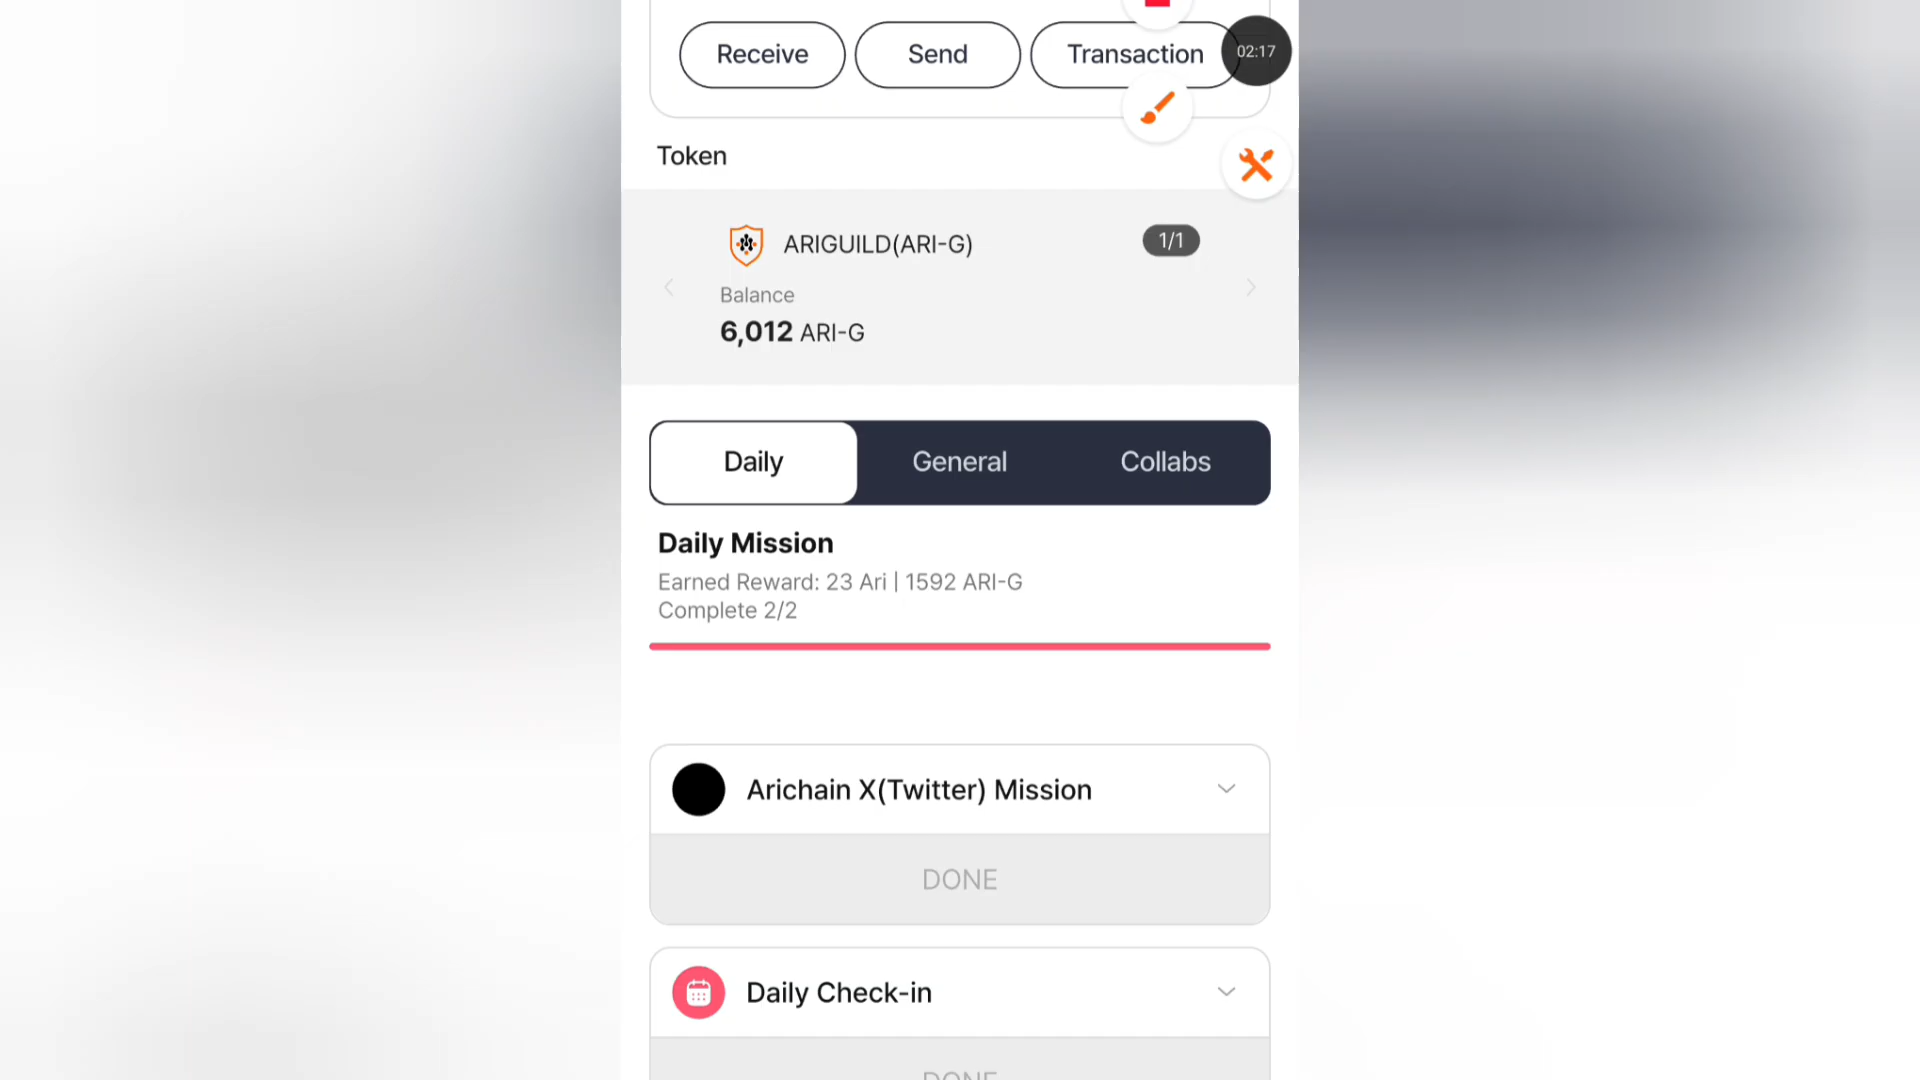 Receive Send Transaction 02:17
Token
ARIGUILD(ARI-G) 1/1
Balance
6,012 ARI-G
Daily General Collabs
Daily Mission
Earned Reward: 23 Ari | 1592 ARI-G
Complete 2/2
Arichain X(Twitter) Mission
DONE
Daily Check-in
DONE